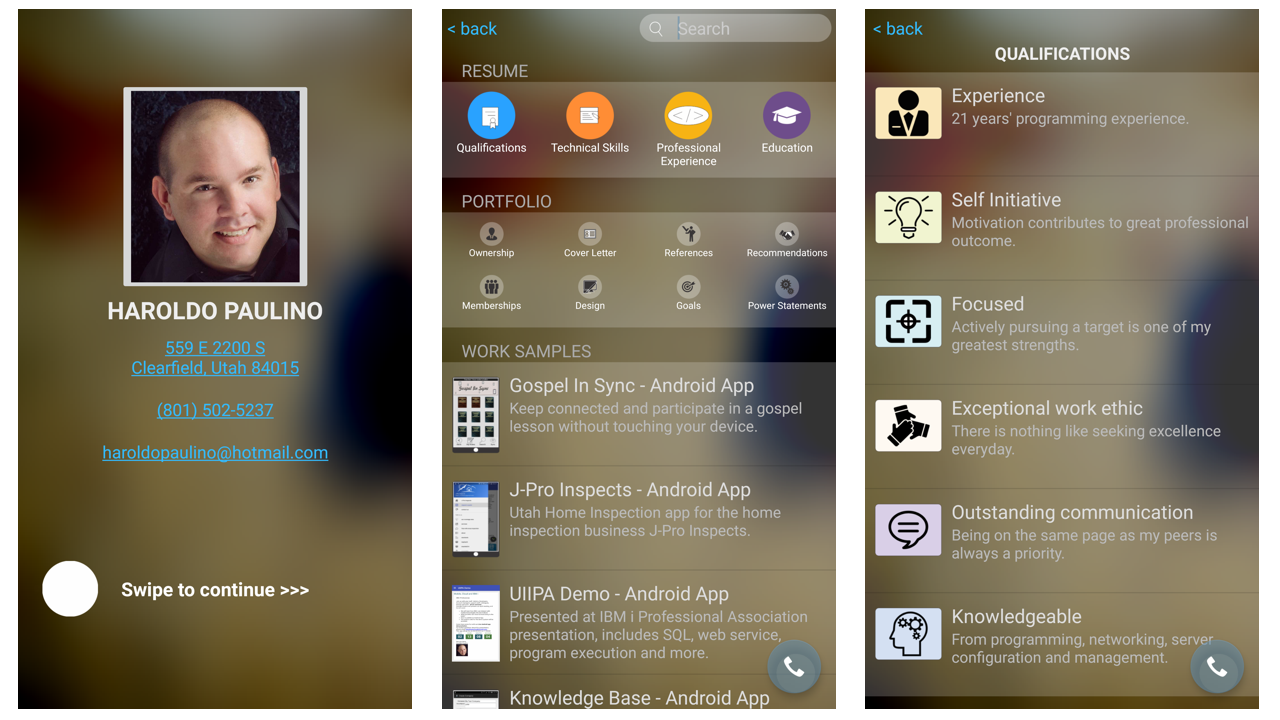 HAROLDO PAULINO
559 E 2200 S
Clearfield, Utah 84015
(801) 502-5237
haroldopaulino@hotmail.com
Swipe to continue >>>
< back
Search
RESUME
Qualifications
Technical Skills
</>
Professional
Experience
Education
PORTFOLIO
Ownership
Cover Letter
References
Recommendations
Memberships
Design
Goals
Power Statements
WORK SAMPLES
Gospel In Sync
Gospel In Sync - Android App
Keep connected and participate in a gospel
lesson without touching your device.
J-Pro Inspects - Android App
Utah Home Inspection app for the home
inspection business J-Pro Inspects.
UIIPA Demo - Android App
Presented at IBM i Professional Association
presentation, includes SQL, web service,
program execution and more.
Knowledge Base - Android App
< back
QUALIFICATIONS
Experience
21 years' programming experience.
Self Initiative
Motivation contributes to great professional
outcome.
Focused
Actively pursuing a target is one of my
greatest strengths.
Exceptional work ethic
There is nothing like seeking excellence
everyday.
Outstanding communication
Being on the same page as my peers is
always a priority.
Knowledgeable
From programming, networking, server
configuration and management.